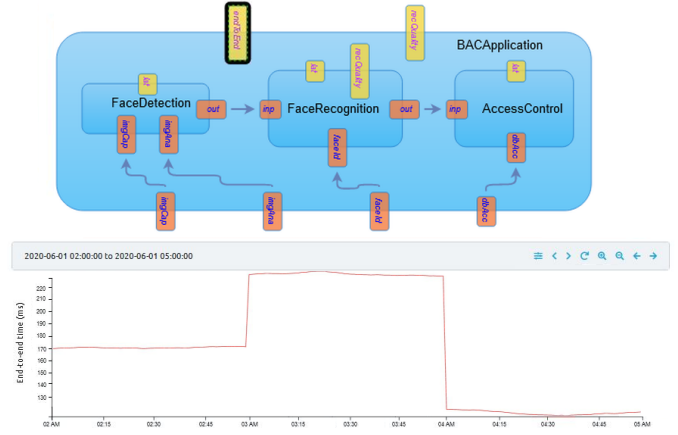 endToEnd
recQuality
BACApplication
lat
lat
recQuality
lat
FaceDetection
out
inp
FaceRecognition
out
inp
AccessControl
imgCap
imgAna
faceId
dbAcc
imgCap
imgAna
faceId
dbAcc
2020-06-01 02:00:00 to 2020-06-01 05:00:00
End-to-end time (ms)
220
210
200
190
180
170
160
150
140
130
02 AM
02:15
02:30
02:45
03 AM
03:15
03:30
03:45
04 AM
04:15
04:30
04:45
05 AM